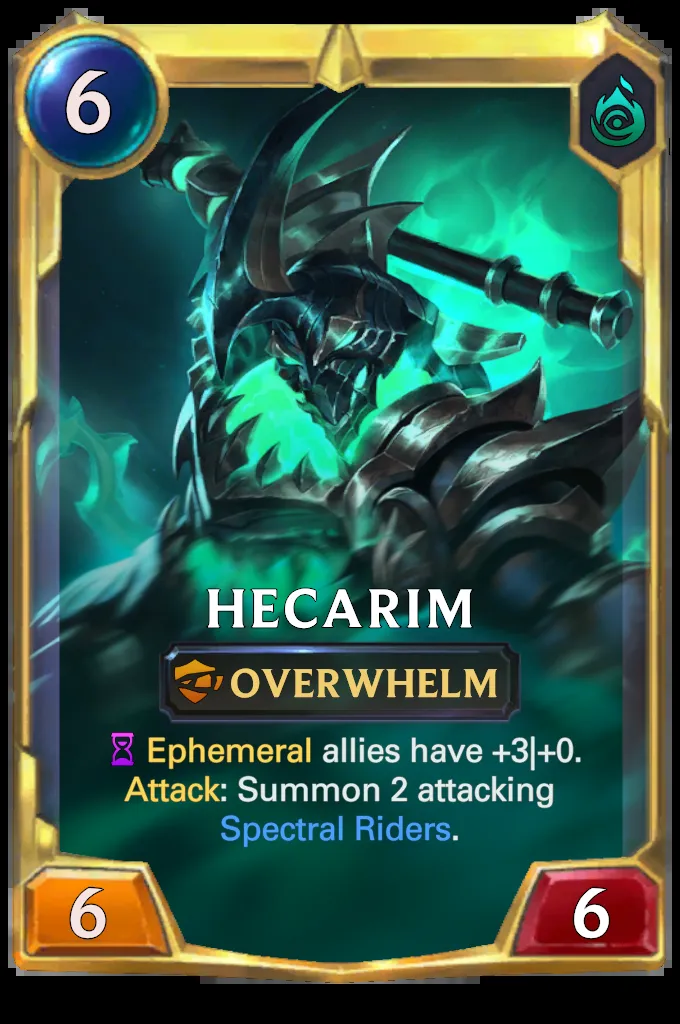 6
HECARIM
OVERWHELM
Ephemeral allies have +3|+0.
Attack: Summon 2 attacking
Spectral Riders.
6 6